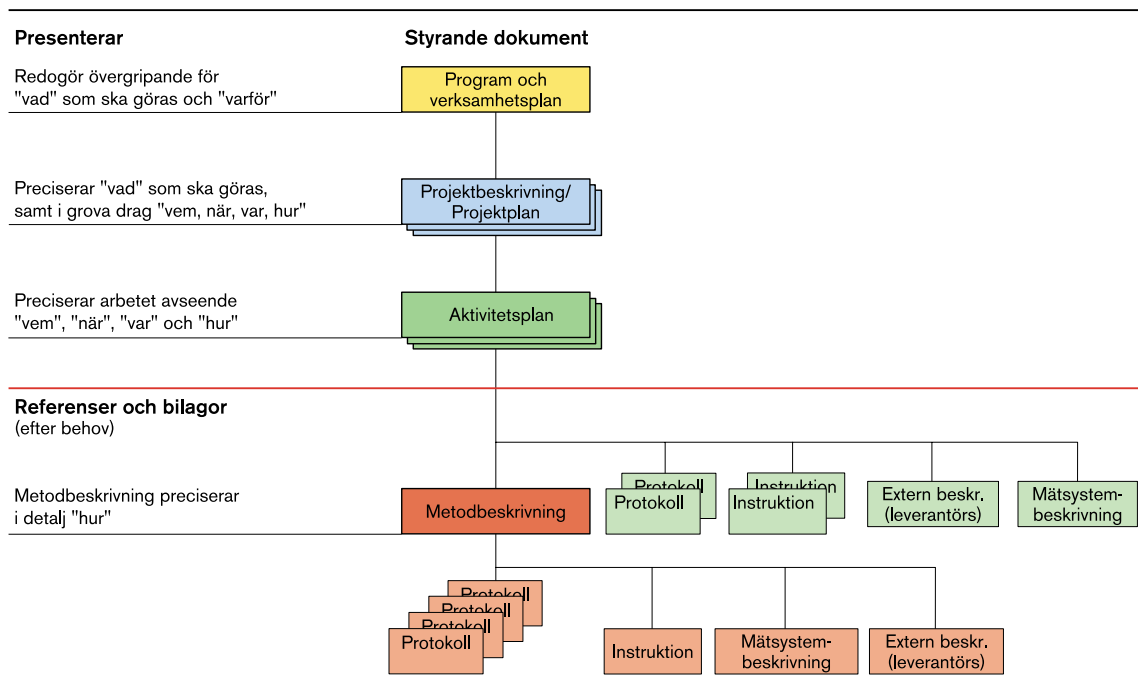 Presenterar
Styrande dokument
Redogör övergripande för
"vad" som ska göras och "varför"
Program och
verksamhetsplan
Preciserar "vad" som ska göras,
samt i grova drag "vem, när, var, hur"
Projektbeskrivning/
Projektplan
Preciserar arbetet avseende
"vem", "när", "var" och "hur"
Aktivitetsplan
Referenser och bilagor
(efter behov)
Metodbeskrivning preciserar
i detalj "hur"
Metodbeskrivning
Protokoll
Protokoll
Instruktion
Instruktion
Extern beskr.
(leverantörs)
Mätsystem-
beskrivning
Protokoll
Protokoll
Protokoll
Protokoll
Instruktion
Mätsystem-
beskrivning
Extern beskr.
(leverantörs)